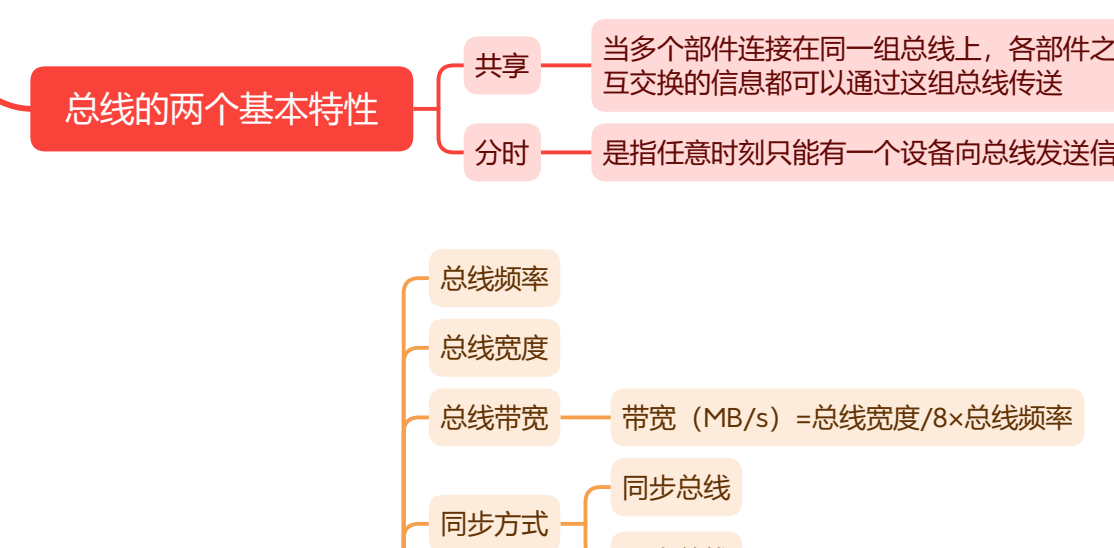 总线的两个基本特性
共享
当多个部件连接在同一组总线上，各部件之
互交换的信息都可以通过这组总线传送
分时
是指任意时刻只能有一个设备向总线发送信
总线频率
总线宽度
总线带宽
带宽（MB/s）=总线宽度/8×总线频率
同步方式
同步总线